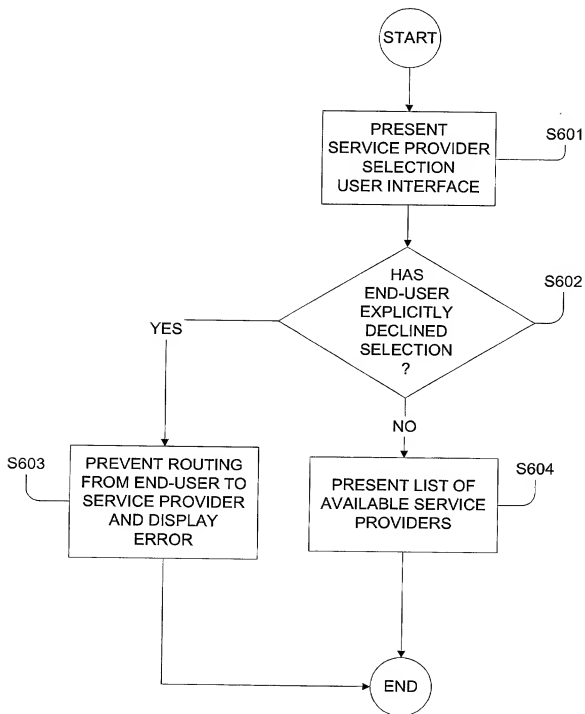 START
PRESENT
SERVICE PROVIDER
SELECTION
USER INTERFACE
S601
HAS
END-USER
EXPLICITLY
DECLINED
SELECTION
?
S602
YES
NO
S603
PREVENT ROUTING
FROM END-USER TO
SERVICE PROVIDER
AND DISPLAY
ERROR
PRESENT LIST OF
AVAILABLE SERVICE
PROVIDERS
S604
END